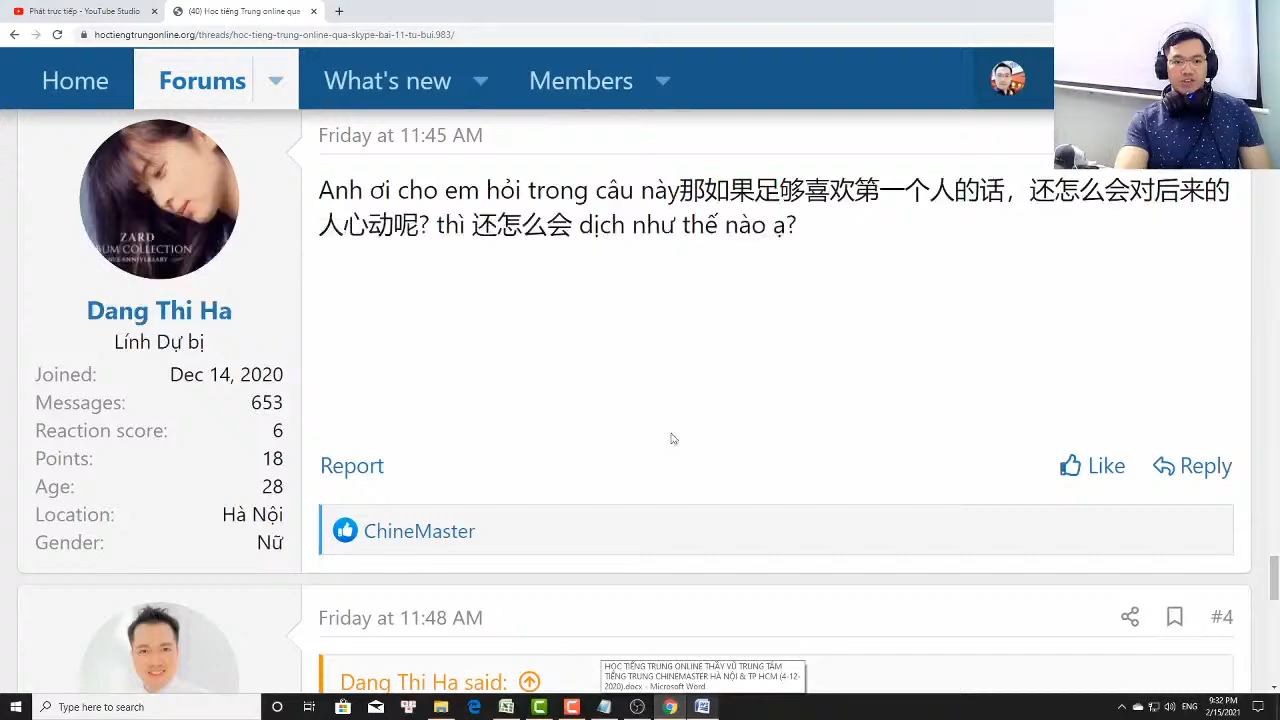 Phát trực tiếp - YouTube Studio
(40) Học tiếng Trung online qua
hoctiengtrungonline.org/threads/hoc-tieng-trung-online-qua-skype-bai-11-tu-bui.983/
Home
Forums
What's new
Members
Friday at 11:45 AM
Anh ơi cho em hỏi trong câu này那如果足够喜欢第一个人的话，还怎么会对后来的
人心动呢? thì 还怎么会 dịch như thế nào ạ?
ZARD
ALBUM COLLECTION
ANNIVERSARY
Dang Thi Ha
Lính Dự bị
Joined: Dec 14, 2020
Messages: 653
Reaction score: 6
Points: 18
Age: 28
Location: Hà Nội
Gender: Nữ
Report
Like
Reply
ChineMaster
Friday at 11:48 AM
#4
Dang Thi Ha said:
HỌC TIẾNG TRUNG ONLINE THẦY VŨ TRUNG TÂM
TIẾNG TRUNG CHINEMASTER HÀ NỘI & TP HCM (4-12-
2020).docx - Microsoft Word
Type here to search
ENG
9:32 PM
2/15/2021